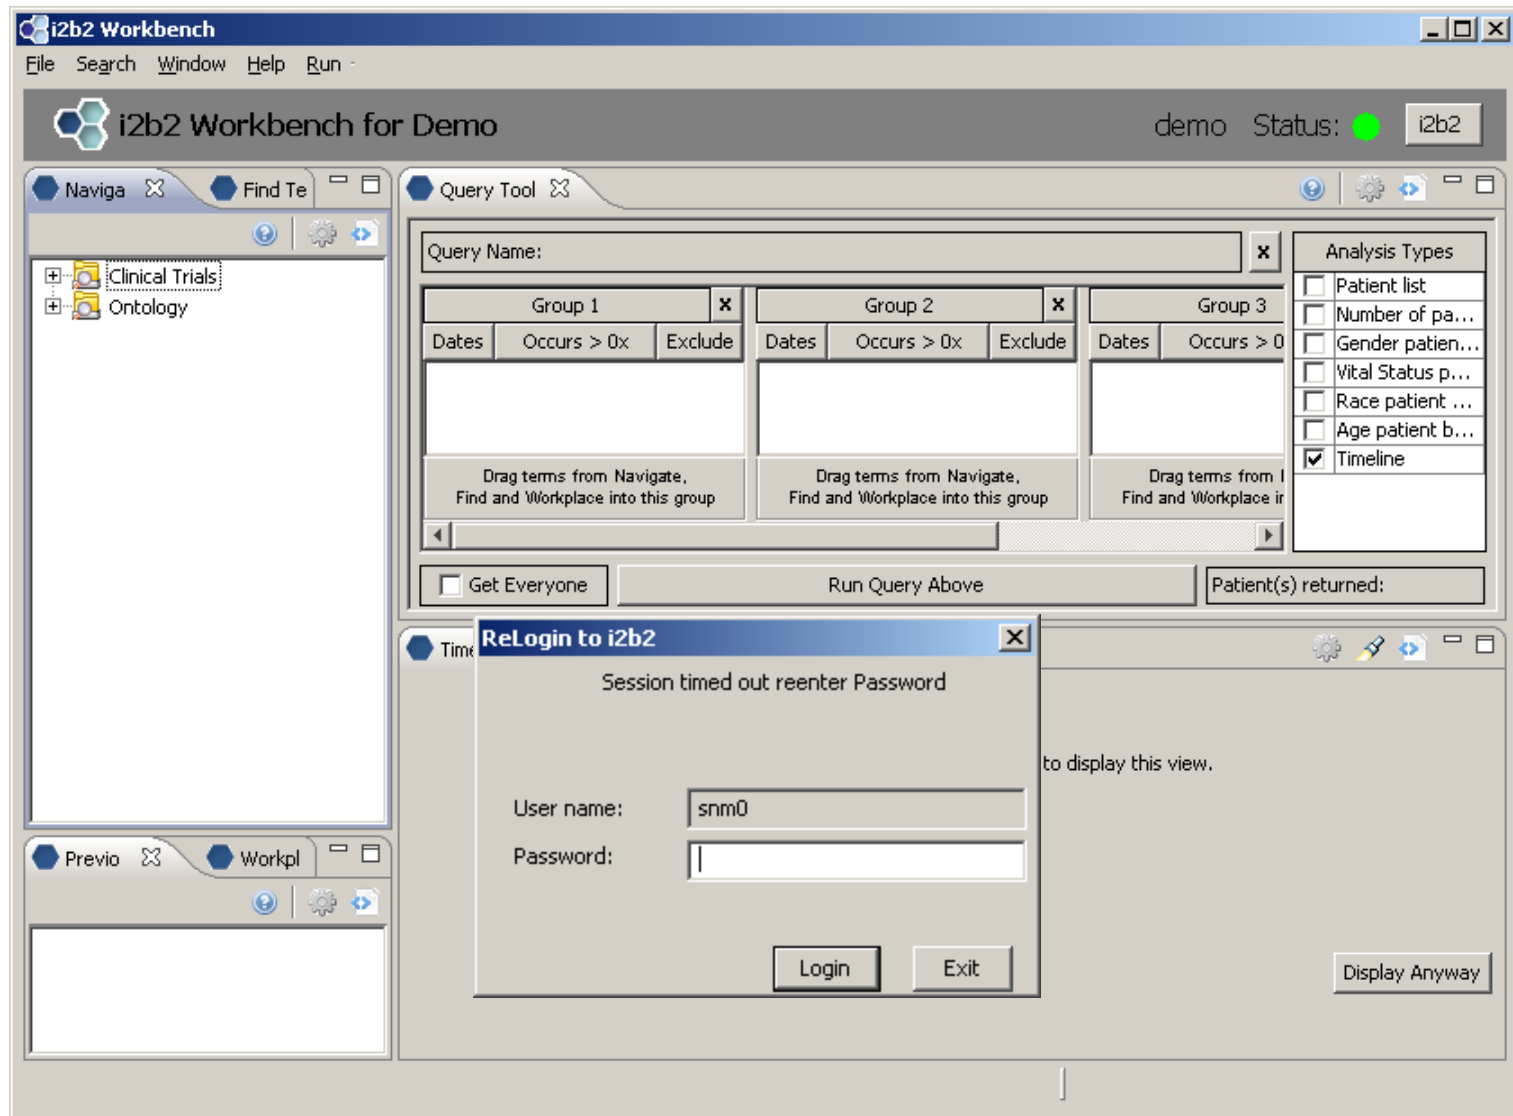 i2b2 Workbench
File Search Window Help Run
i2b2 Workbench for Demo
demo Status: i2b2
Naviga
Find Te
Clinical Trials
Ontology
Query Tool
Query Name:
x
Group 1 x
Dates Occurs > 0x Exclude
Drag terms from Navigate,
Find and Workplace into this group
Group 2 x
Dates Occurs > 0x Exclude
Drag terms from Navigate,
Find and Workplace into this group
Group 3
Dates Occurs > 0
Drag terms from
Find and Workplace
Analysis Types
Patient list
Number of pa...
Gender patien...
Vital Status p...
Race patient ...
Age patient b...
Timeline
Get Everyone
Run Query Above
Patient(s) returned:
Time
to display this view.
Display Anyway
ReLogin to i2b2
Session timed out reenter Password
User name: snm0
Password:
Login Exit
Previo
Workpl